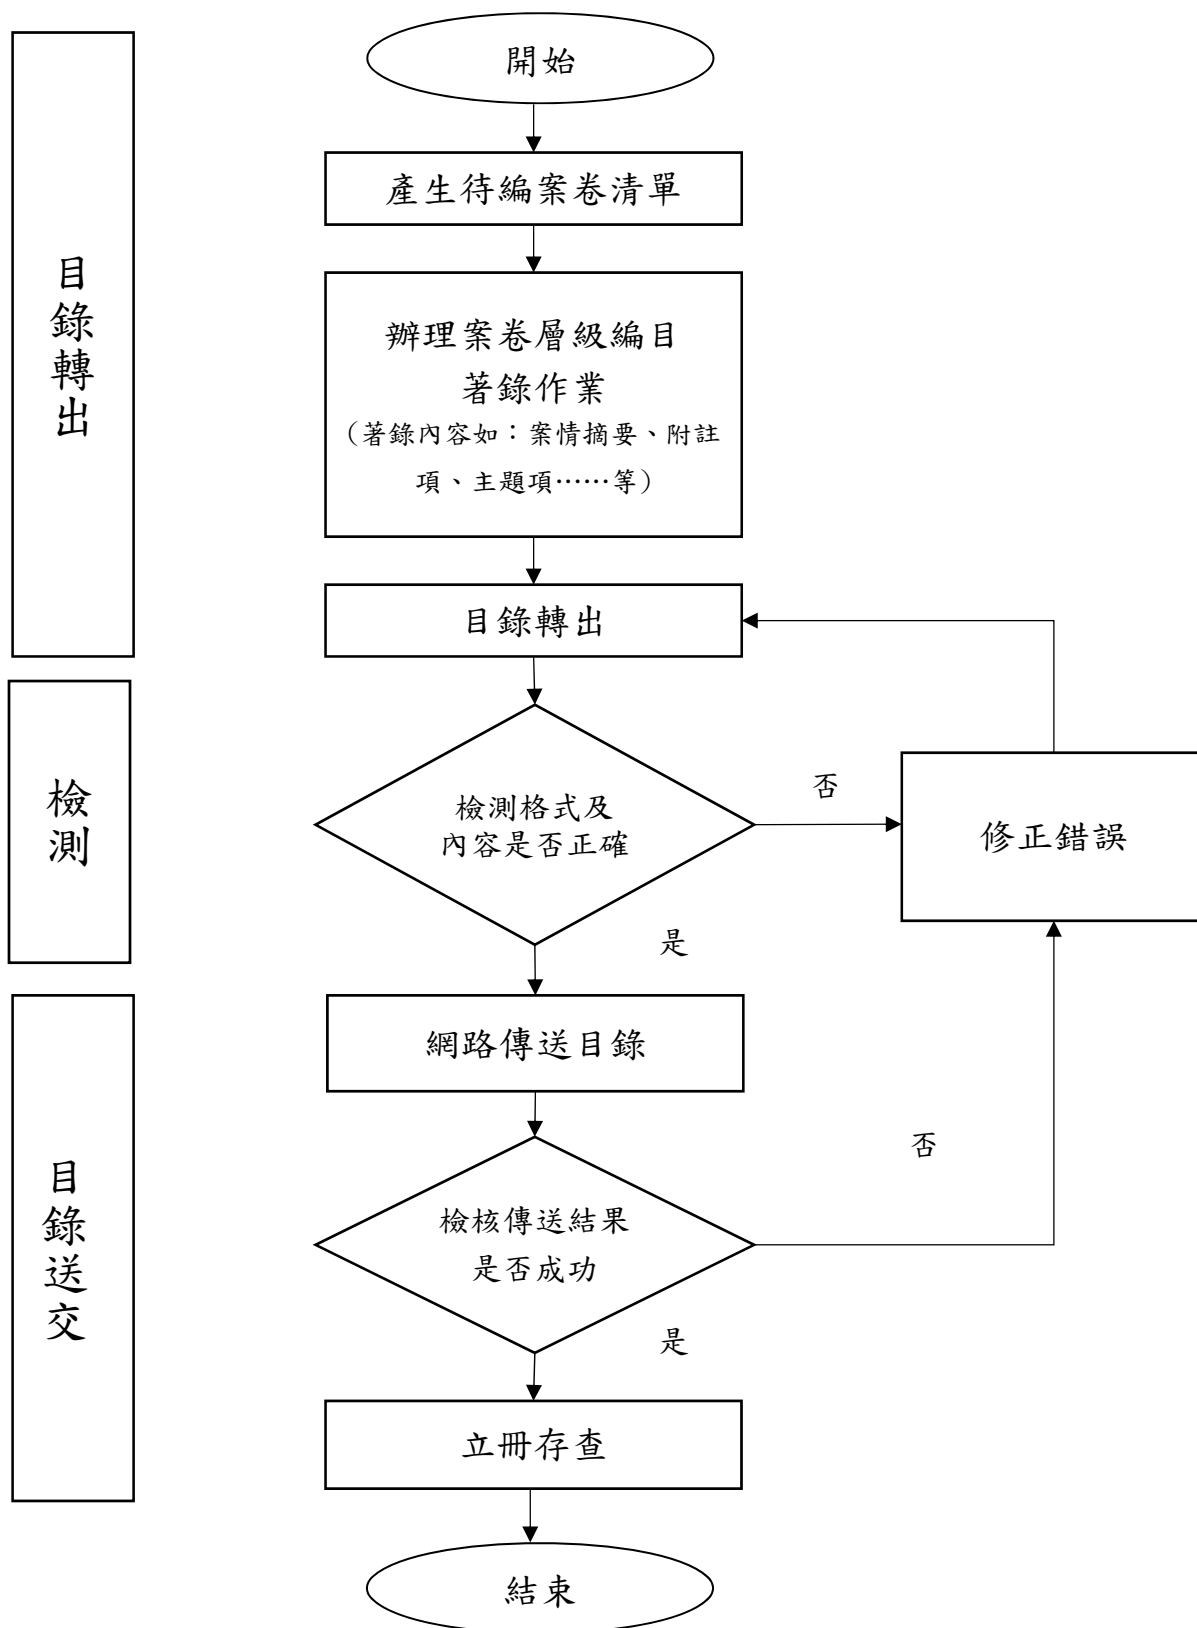 開始
產生待編案卷清單
目錄轉出
辦理案卷層級編目
著錄作業
（著錄內容如：案情摘要、附註
項、主題項⋯⋯等）
目錄轉出
檢測
檢測格式及
內容是否正確
否
修正錯誤
是
網路傳送目錄
目錄送交
檢核傳送結果
是否成功
否
是
立冊存查
結束